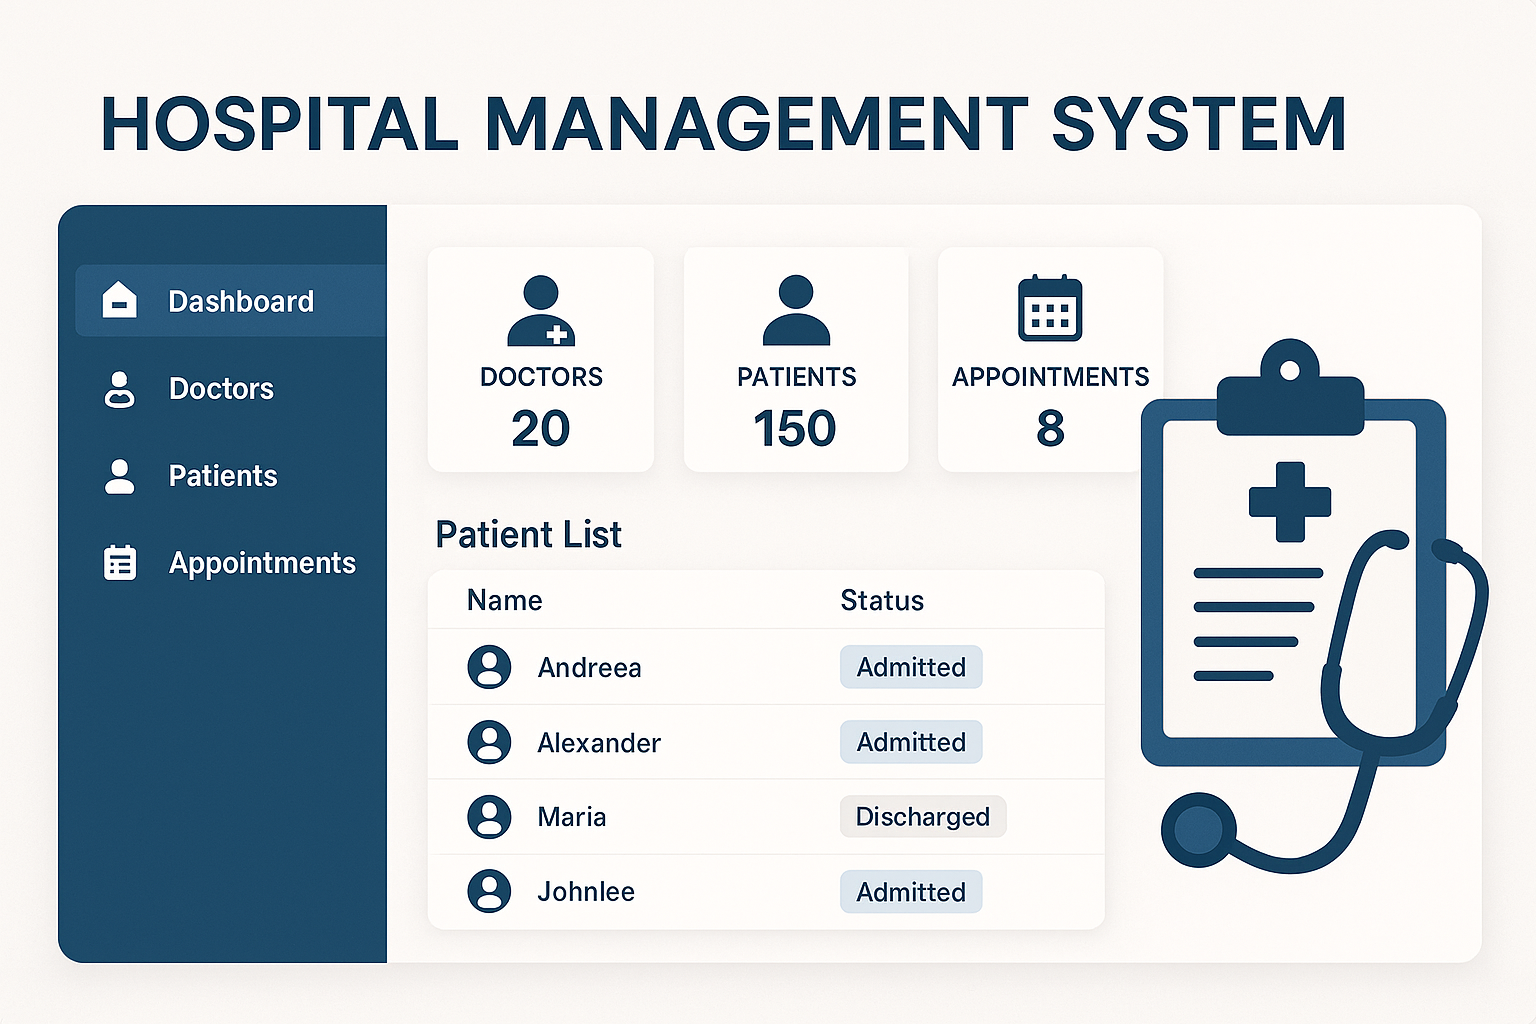 HOSPITAL MANAGEMENT SYSTEM
Dashboard
Doctors
Patients
Appointments
DOCTORS
20
PATIENTS
150
APPOINTMENTS
8
Patient List
Name Status
Andreea Admitted
Alexander Admitted
Maria Discharged
Johnlee Admitted